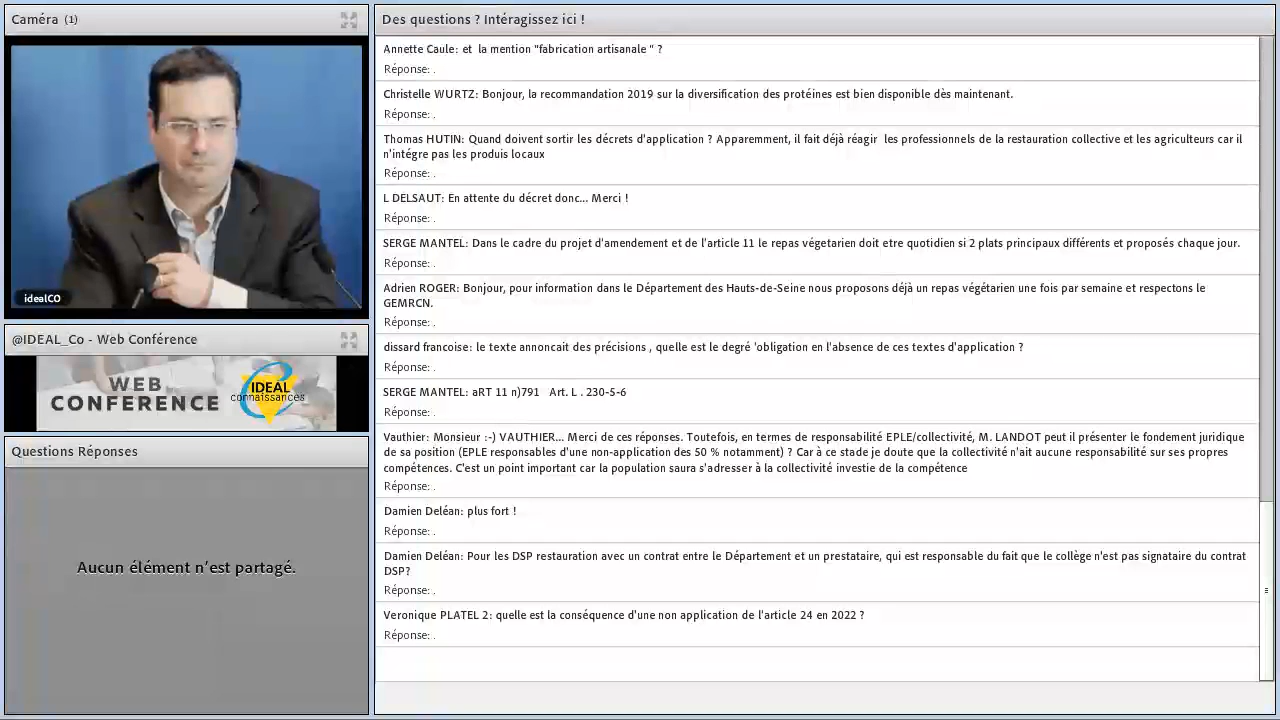 Caméra (1)
idealCO
@IDEAL_Co - Web Conférence
WEB
CONFERENCE
IDÉAL
connaissances
Questions Réponses
Aucun élément n'est partagé.
Des questions ? Intéragissez ici !
Annette Caule: et  la mention "fabrication artisanale " ?
Réponse: .
Christelle WURTZ: Bonjour, la recommandation 2019 sur la diversification des protéines est bien disponible dès maintenant.
Réponse: .
Thomas HUTIN: Quand doivent sortir les décrets d'application ? Apparemment, il fait déjà réagir  les professionnels de la restauration collective et les agriculteurs car il
n'intégre pas les produis locaux
Réponse: .
L DELSAUT: En attente du décret donc... Merci !
Réponse: .
SERGE MANTEL: Dans le cadre du projet d'amendement et de l'article 11 le repas végetarien doit etre quotidien si 2 plats principaux différents et proposés chaque jour.
Réponse: .
Adrien ROGER: Bonjour, pour information dans le Département des Hauts-de-Seine nous proposons déjà un repas végétarien une fois par semaine et respectons le
GEMRCN.
Réponse: .
dissard francoise: le texte annoncait des précisions , quelle est le degré 'obligation en l'absence de ces textes d'application ?
Réponse: .
SERGE MANTEL: aRT 11 n)791   Art. L . 230-5-6
Réponse: .
Vauthier: Monsieur :-) VAUTHIER... Merci de ces réponses. Toutefois, en termes de responsabilité EPLE/collectivité, M. LANDOT peut il présenter le fondement juridique
de sa position (EPLE responsables d'une non-application des 50 % notamment) ? Car à ce stade je doute que la collectivité n'ait aucune responsabilité sur ses propres
compétences. C'est un point important car la population saura s'adresser à la collectivité investie de la compétence
Réponse: .
Damien Deléan: plus fort !
Réponse: .
Damien Deléan: Pour les DSP restauration avec un contrat entre le Département et un prestataire, qui est responsable du fait que le collège n'est pas signataire du contrat
DSP?
Réponse: .
Veronique PLATEL 2: quelle est la conséquence d'une non application de l'article 24 en 2022 ?
Réponse: .